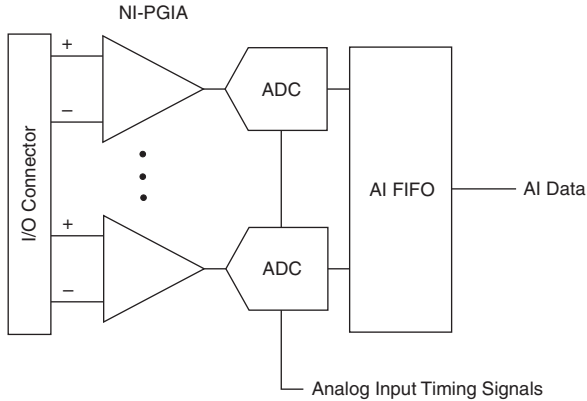 NI-PGIA
+
ADC
–
I/O Connector
AI FIFO
AI Data
+
ADC
–
Analog Input Timing Signals